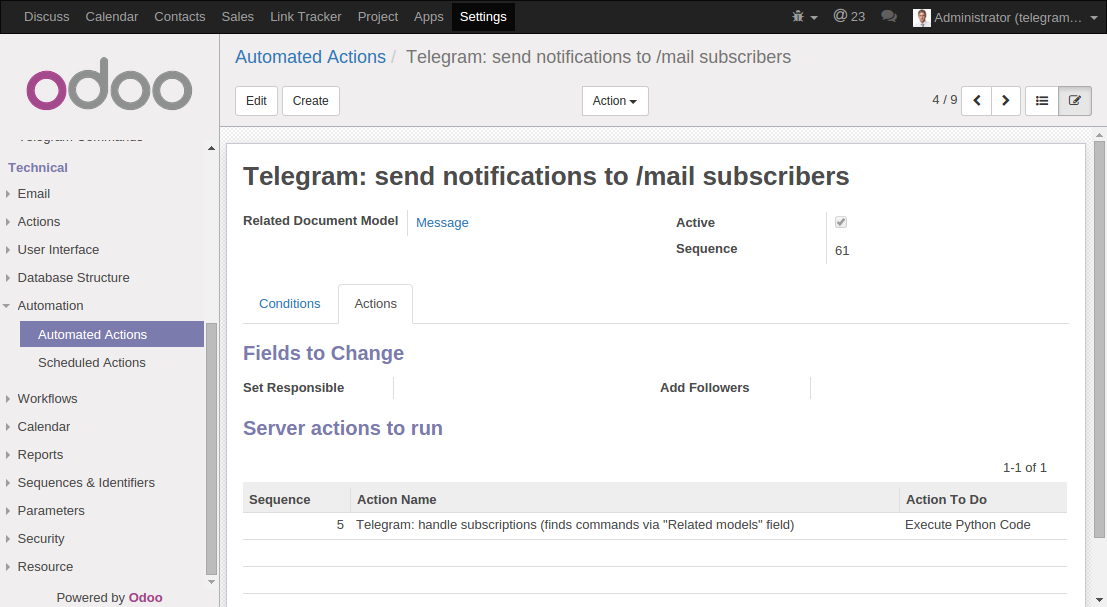 Discuss Calendar Contacts Sales Link Tracker Project Apps Settings @ 23 Administrator (telegram...
odoo
Automated Actions / Telegram: send notifications to /mail subscribers
Edit Create Action 4 / 9
Telegram Commands
Technical
Email
Actions
User Interface
Database Structure
Automation
Automated Actions
Scheduled Actions
Workflows
Calendar
Reports
Sequences & Identifiers
Parameters
Security
Resource
Powered by Odoo
Telegram: send notifications to /mail subscribers
Related Document Model Message Active
Sequence 61
Conditions Actions
Fields to Change
Set Responsible Add Followers
Server actions to run
1-1 of 1
Sequence Action Name Action To Do
5 Telegram: handle subscriptions (finds commands via "Related models" field) Execute Python Code